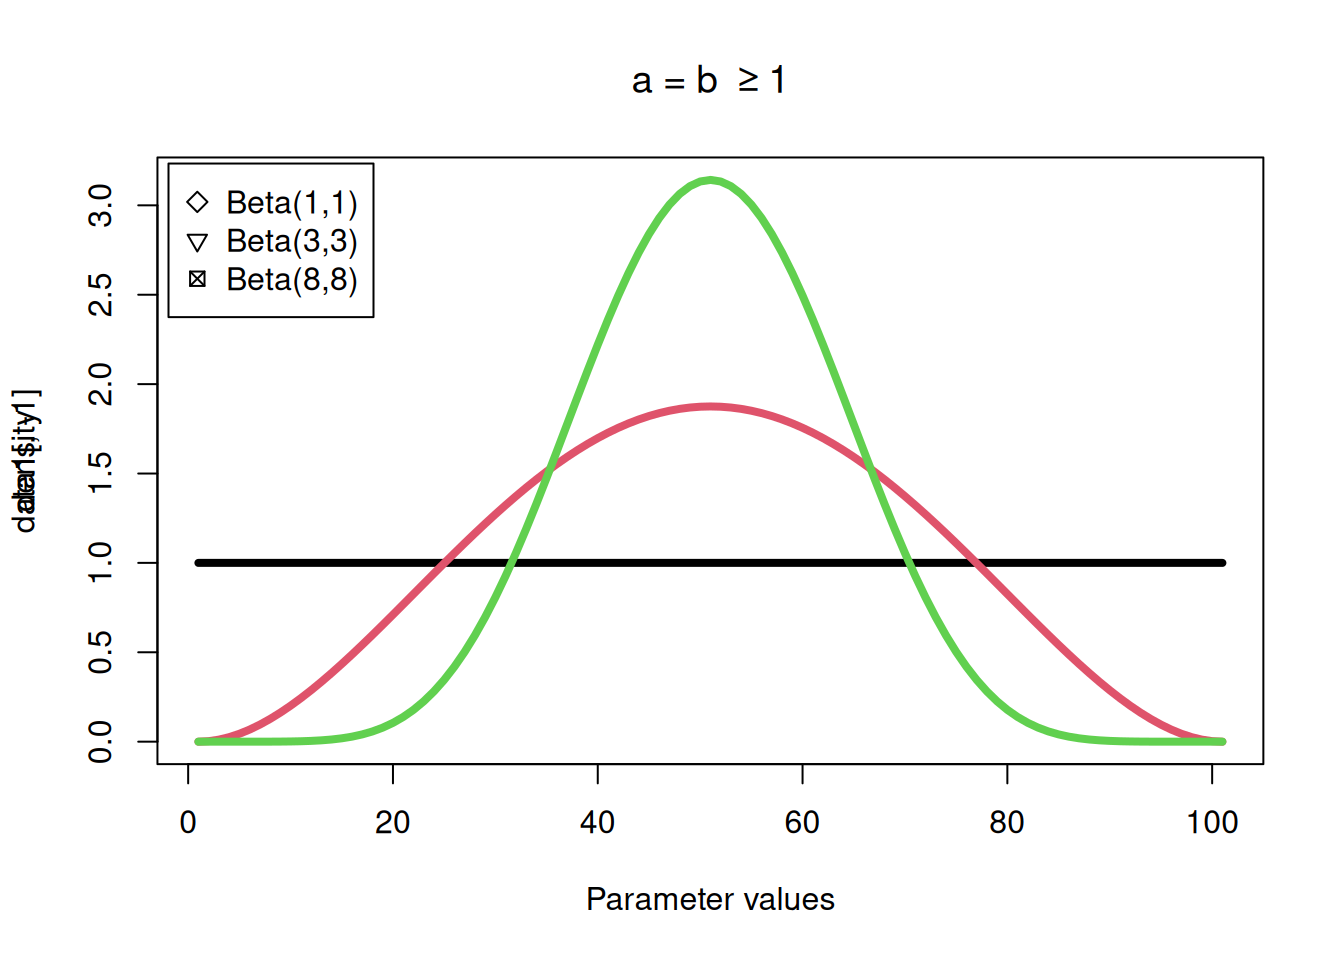 a = b ≥ 1
Beta(1,1)
Beta(3,3)
Beta(8,8)
3.0
2.5
2.0
1.5
1.0
0.5
0.0
0 20 40 60 80 100
Parameter values